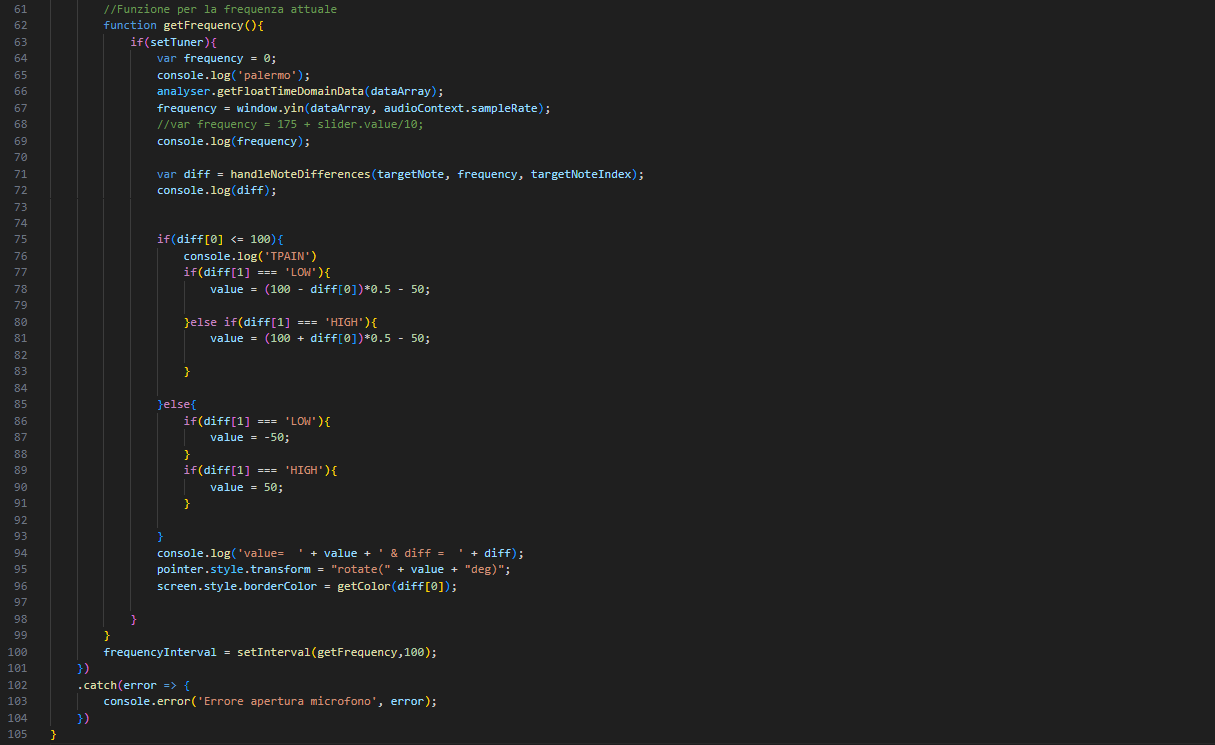 61 //Funzione per la frequenza attuale
62 function getFrequency(){
63 if(setTuner){
64 var frequency = 0;
65 console.log('palermo');
66 analyser.getFloatTimeDomainData(dataArray);
67 frequency = window.yin(dataArray, audioContext.sampleRate);
68 //var frequency = 175 + slider.value/10;
69 console.log(frequency);
70
71 var diff = handleNoteDifferences(targetNote, frequency, targetNoteIndex);
72 console.log(diff);
73
74
75 if(diff[0] <= 100){
76 console.log('TPAIN')
77 if(diff[1] === 'LOW'){
78 value = (100 - diff[0])*0.5 - 50;
79
80 }else if(diff[1] === 'HIGH'){
81 value = (100 + diff[0])*0.5 - 50;
82
83 }
84
85 }else{
86 if(diff[1] === 'LOW'){
87 value = -50;
88 }
89 if(diff[1] === 'HIGH'){
90 value = 50;
91 }
92
93 }
94 console.log('value=  ' + value + ' & diff =  ' + diff);
95 pointer.style.transform = "rotate(" + value + "deg)";
96 screen.style.borderColor = getColor(diff[0]);
97
98 }
99 }
100 frequencyInterval = setInterval(getFrequency,100);
101 })
102 .catch(error => {
103 console.error('Errore apertura microfono', error);
104 })
105 }